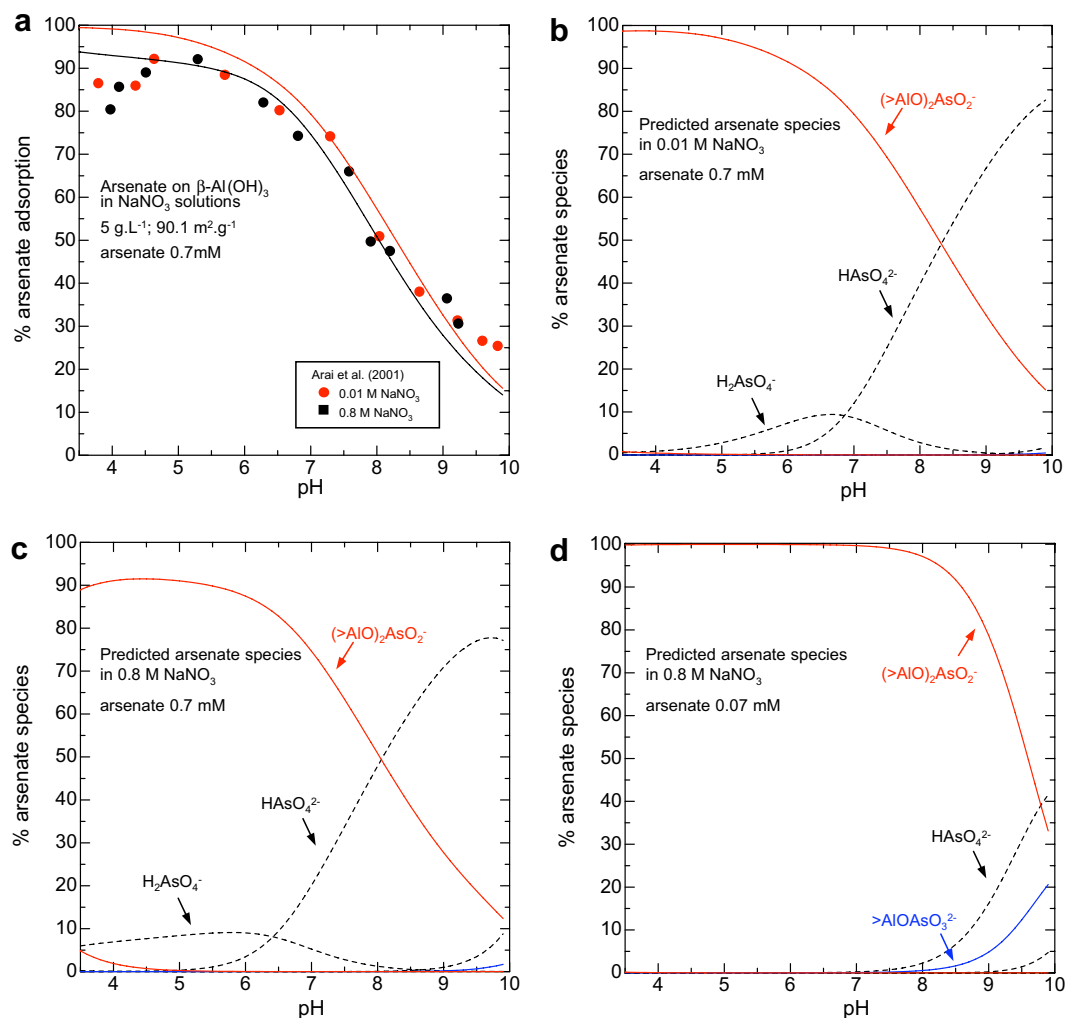 a
% arsenate adsorption
100
90
80
70
60
50
40
30
20
10
0
Arsenate on β-Al(OH)₃
in NaNO₃ solutions
5 g.L⁻¹; 90.1 m².g⁻¹
arsenate 0.7mM
Arai et al. (2001)
0.01 M NaNO₃
0.8 M NaNO₃
4 5 6 7 8 9 10
pH
b
% arsenate species
100
90
80
70
60
50
40
30
20
10
0
(>AlO)₂AsO₂⁻
Predicted arsenate species
in 0.01 M NaNO₃
arsenate 0.7 mM
HAsO₄²⁻
H₂AsO₄⁻
4 5 6 7 8 9 10
pH
c
% arsenate species
100
90
80
70
60
50
40
30
20
10
0
(>AlO)₂AsO₂⁻
Predicted arsenate species
in 0.8 M NaNO₃
arsenate 0.7 mM
HAsO₄²⁻
H₂AsO₄⁻
4 5 6 7 8 9 10
pH
d
% arsenate species
100
90
80
70
60
50
40
30
20
10
0
Predicted arsenate species
in 0.8 M NaNO₃
arsenate 0.07 mM
(>AlO)₂AsO₂⁻
HAsO₄²⁻
>AlOAsO₃²⁻
4 5 6 7 8 9 10
pH